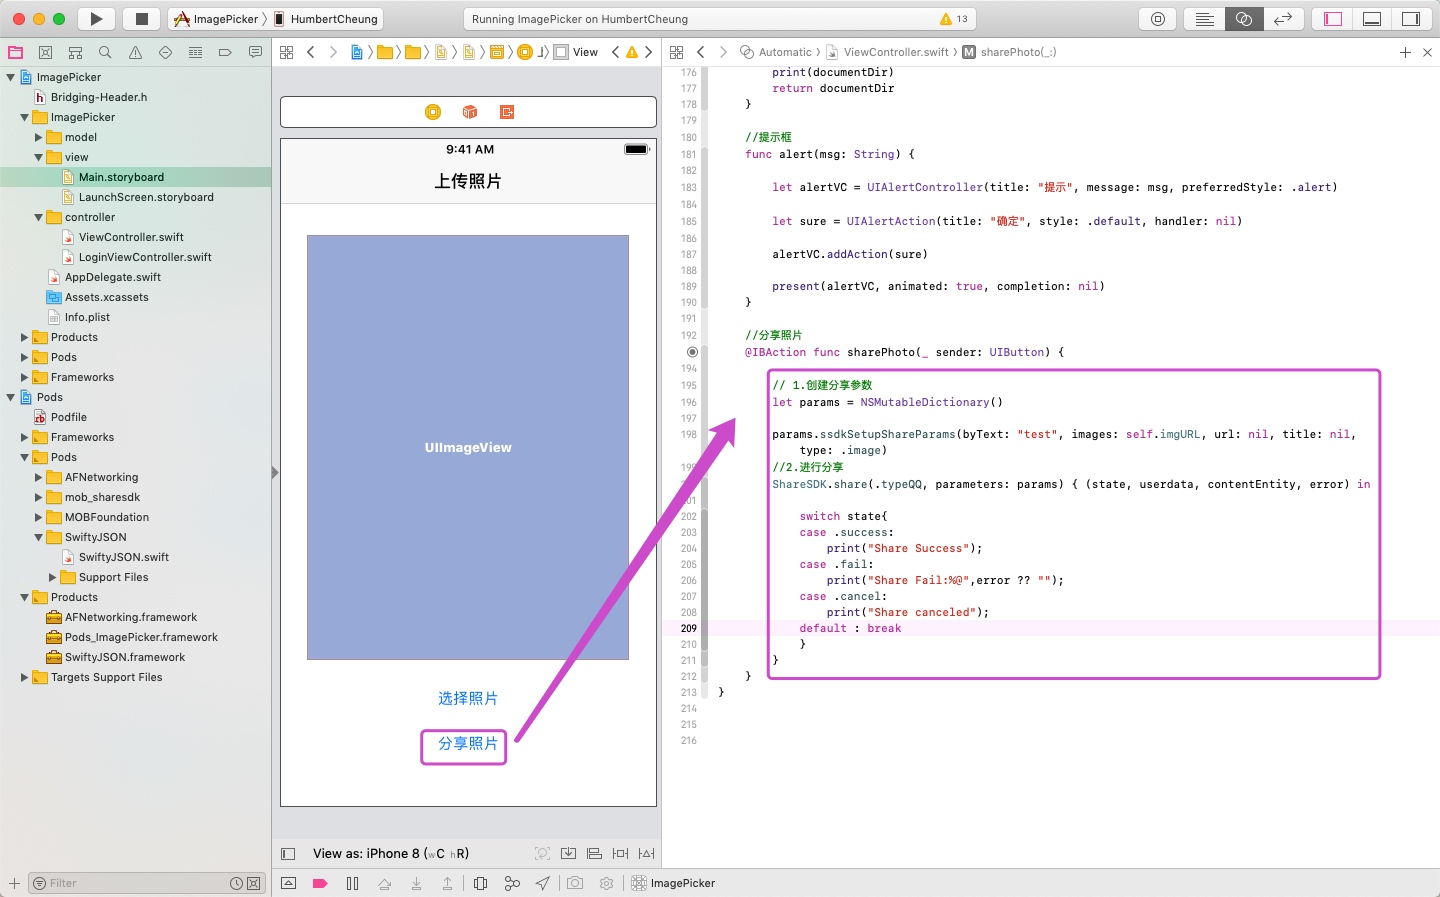 ImagePicker
HumbertCheung
Running ImagePicker on HumbertCheung
13
View
Automatic
ViewController.swift
M
sharePhoto(_:)
ImagePicker
h Bridging-Header.h
ImagePicker
model
view
Main.storyboard
LaunchScreen.storyboard
controller
ViewController.swift
LoginViewController.swift
AppDelegate.swift
Assets.xcassets
Info.plist
Products
Pods
Frameworks
Pods
rb Podfile
Frameworks
Pods
AFNetworking
mob_sharesdk
MOBFoundation
SwiftyJSON
SwiftyJSON.swift
Support Files
Products
AFNetworking.framework
Pods_ImagePicker.framework
SwiftyJSON.framework
Targets Support Files
Filter
9:41 AM
上传照片
UIImageView
选择照片
分享照片
View as: iPhone 8 (wC hR)
176 print(documentDir)
177 return documentDir
178 }
179
180 //提示框
181 func alert(msg: String) {
182
183 let alertVC = UIAlertController(title: "提示", message: msg, preferredStyle: .alert)
184
185 let sure = UIAlertAction(title: "确定", style: .default, handler: nil)
186
187 alertVC.addAction(sure)
188
189 present(alertVC, animated: true, completion: nil)
190 }
191
192 //分享照片
@IBAction func sharePhoto(_ sender: UIButton) {
194
195 // 1.创建分享参数
196 let params = NSMutableDictionary()
197
198 params.ssdkSetupShareParams(byText: "test", images: self.imgURL, url: nil, title: nil,
type: .image)
199 //2.进行分享
ShareSDK.share(.typeQQ, parameters: params) { (state, userdata, contentEntity, error) in
201
202 switch state{
203 case .success:
204 print("Share Success");
205 case .fail:
206 print("Share Fail:%@",error ?? "");
207 case .cancel:
208 print("Share canceled");
209 default : break
210 }
211 }
212 }
213 }
214
215
216
ImagePicker